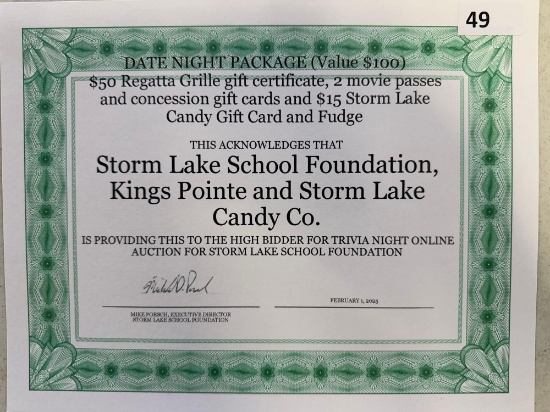 49
DATE NIGHT PACKAGE (Value $100)
$50 Regatta Grille gift certificate, 2 movie passes
and concession gift cards and $15 Storm Lake
Candy Gift Card and Fudge
THIS ACKNOWLEDGES THAT
Storm Lake School Foundation,
Kings Pointe and Storm Lake
Candy Co.
IS PROVIDING THIS TO THE HIGH BIDDER FOR TRIVIA NIGHT ONLINE
AUCTION FOR STORM LAKE SCHOOL FOUNDATION
FEBRUARY 1, 2025
MIKE PORSCH, EXECUTIVE DIRECTOR
STORM LAKE SCHOOL FOUNDATION